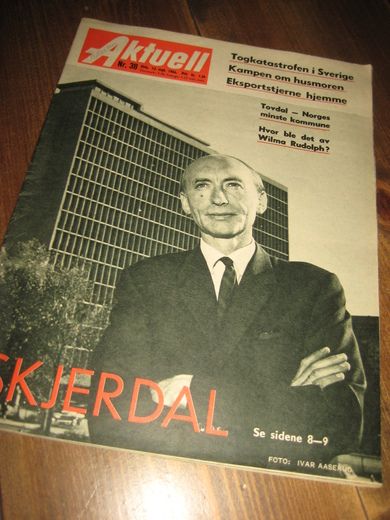 Aktuell
Nr. 38
Togkatastrofen i Sverige
Kampen om husmoren
Eksportstjerne hjemme
Tovdal — Norges
minste kommune
Hvor ble det av
Wilma Rudolph?
SKJERDAL
Se sidene 8—9
FOTO: IVAR AASERUD